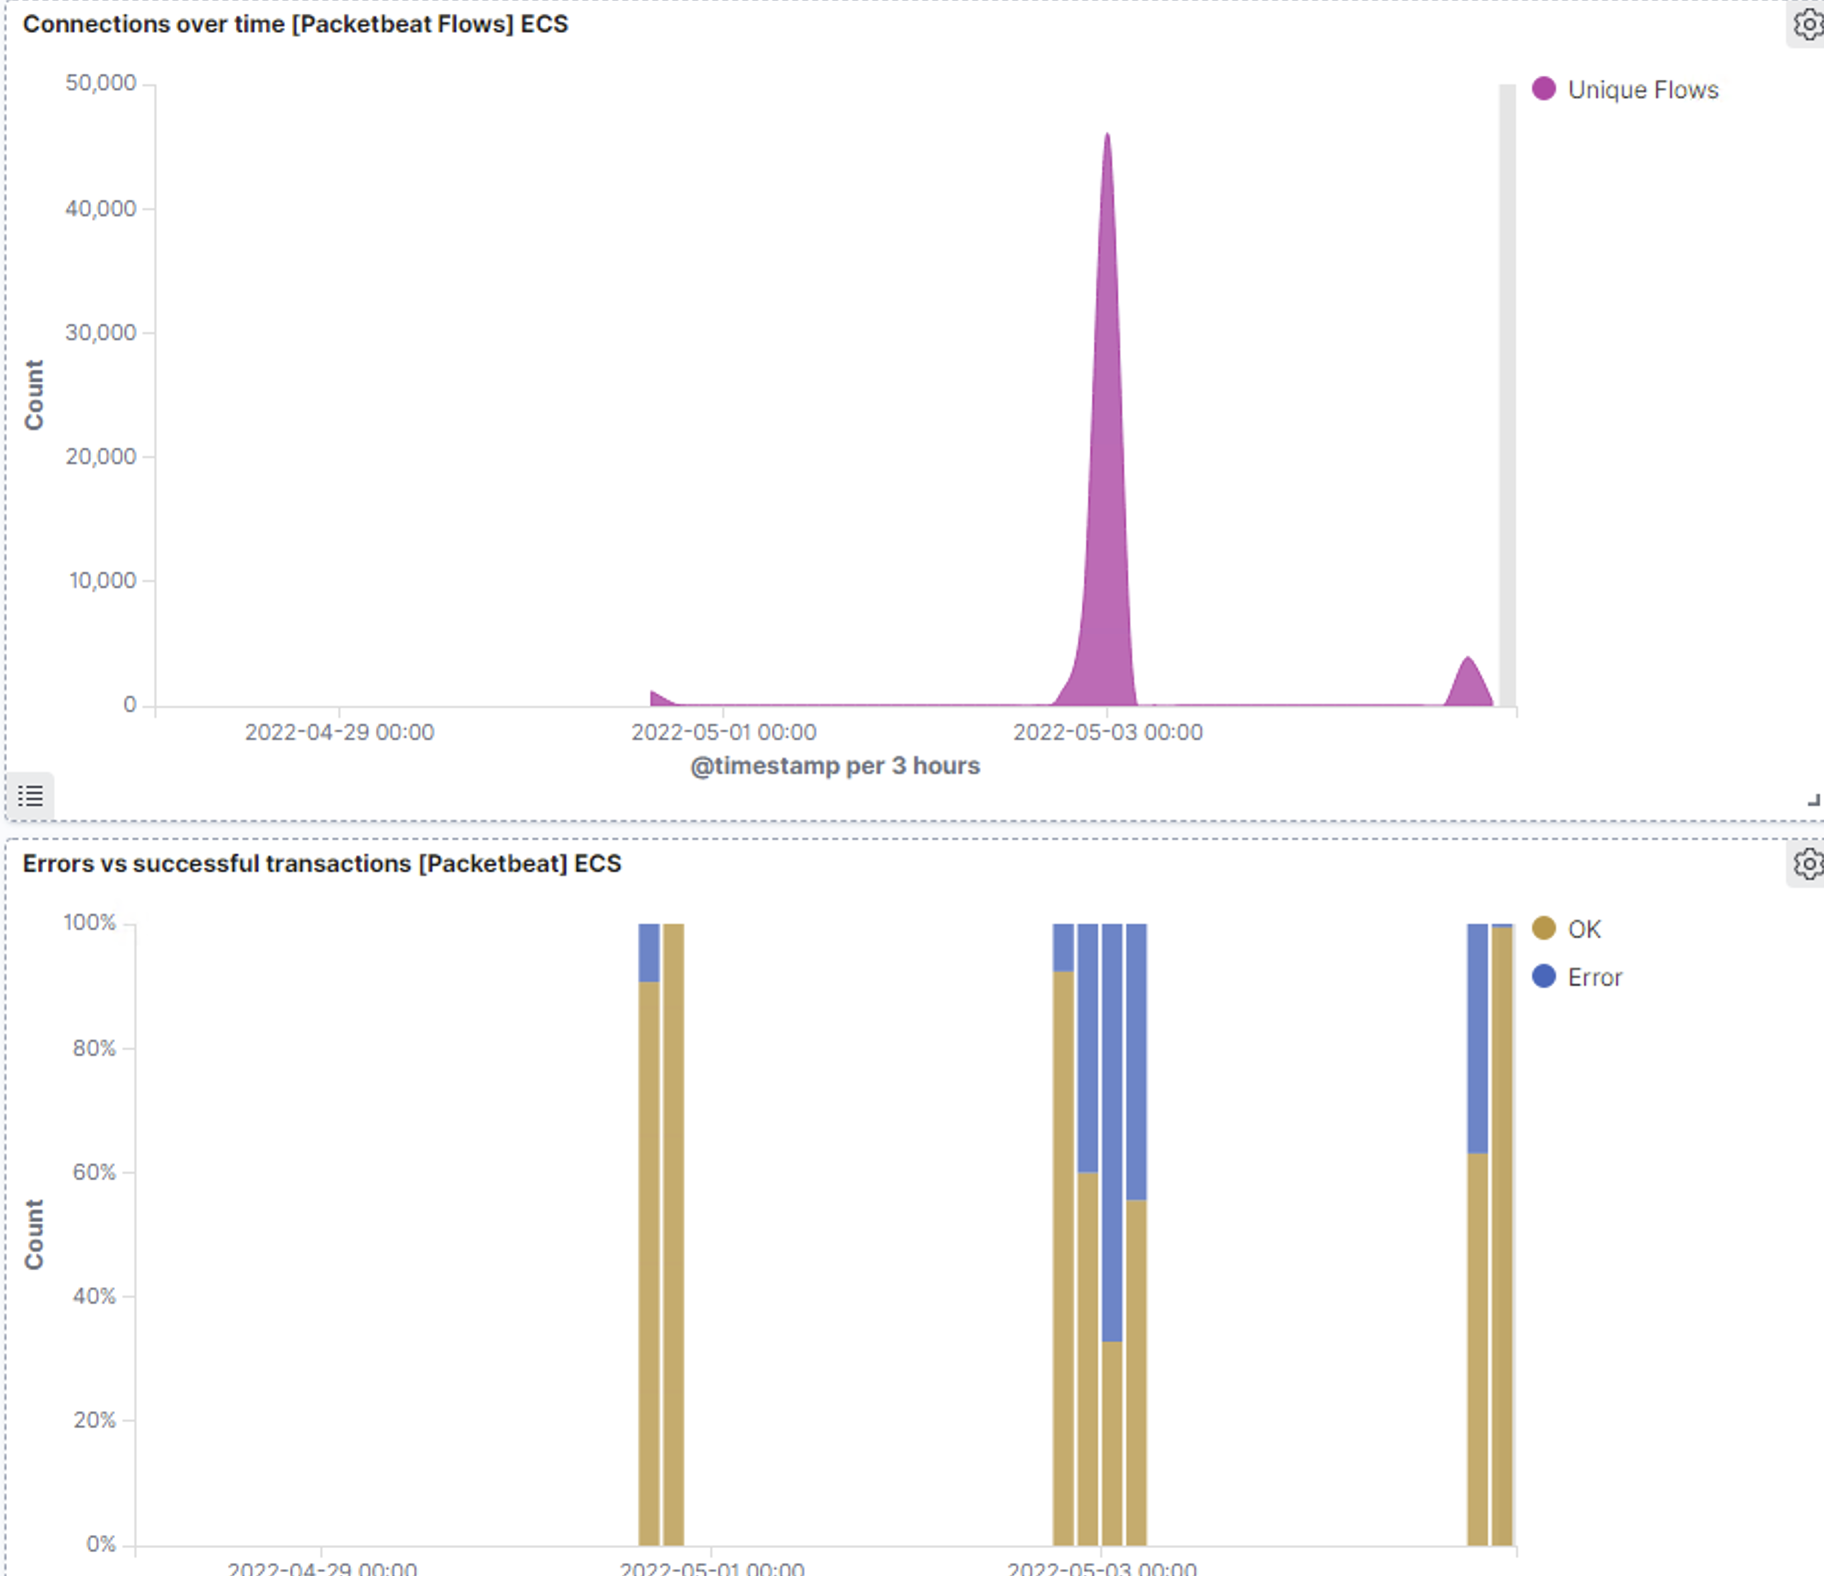 Connections over time [Packetbeat Flows] ECS
50,000
40,000
30,000
20,000
10,000
0
Count
2022-04-29 00:00
2022-05-01 00:00
2022-05-03 00:00
@timestamp per 3 hours
Unique Flows
Errors vs successful transactions [Packetbeat] ECS
100%
80%
60%
40%
20%
0%
Count
2022-04-29 00:00
2022-05-01 00:00
2022-05-03 00:00
OK
Error